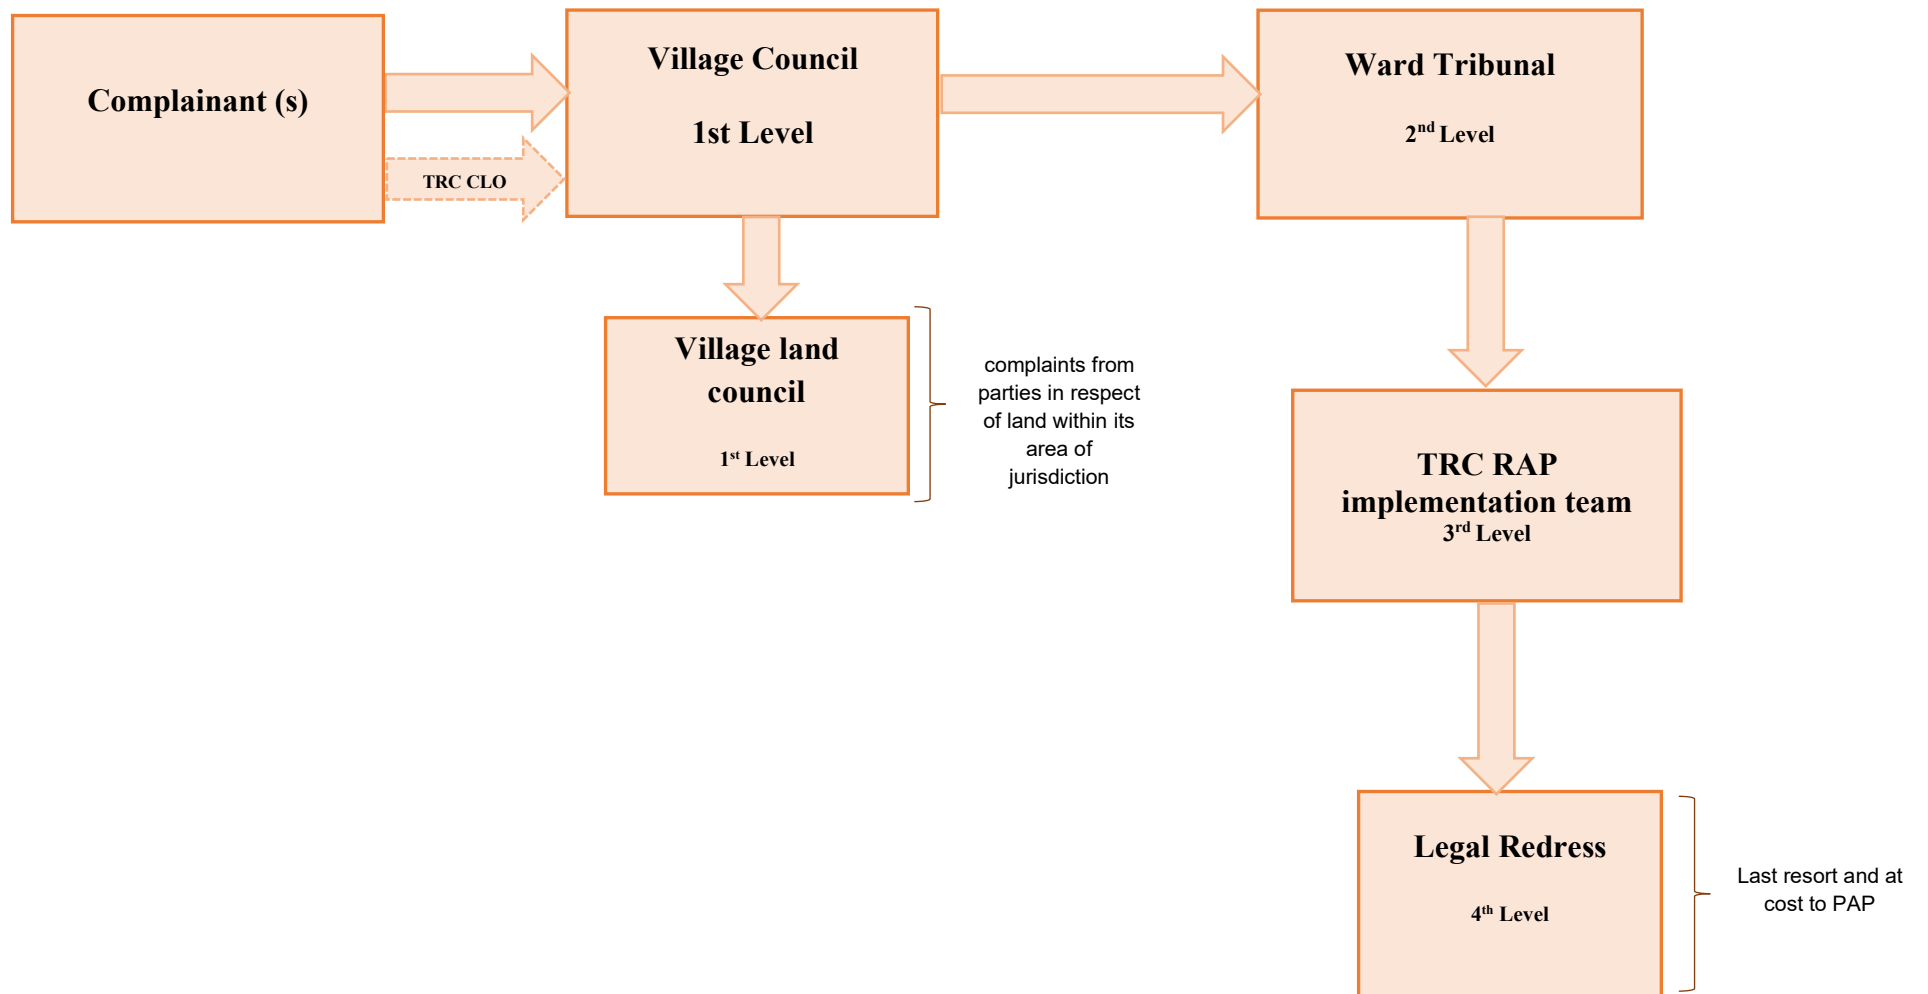 Complainant (s)
TRC CLO
Village Council
1st Level
Ward Tribunal
2nd Level
Village land
council
1st Level
complaints from
parties in respect
of land within its
area of
jurisdiction
TRC RAP
implementation team
3rd Level
Legal Redress
4th Level
Last resort and at
cost to PAP